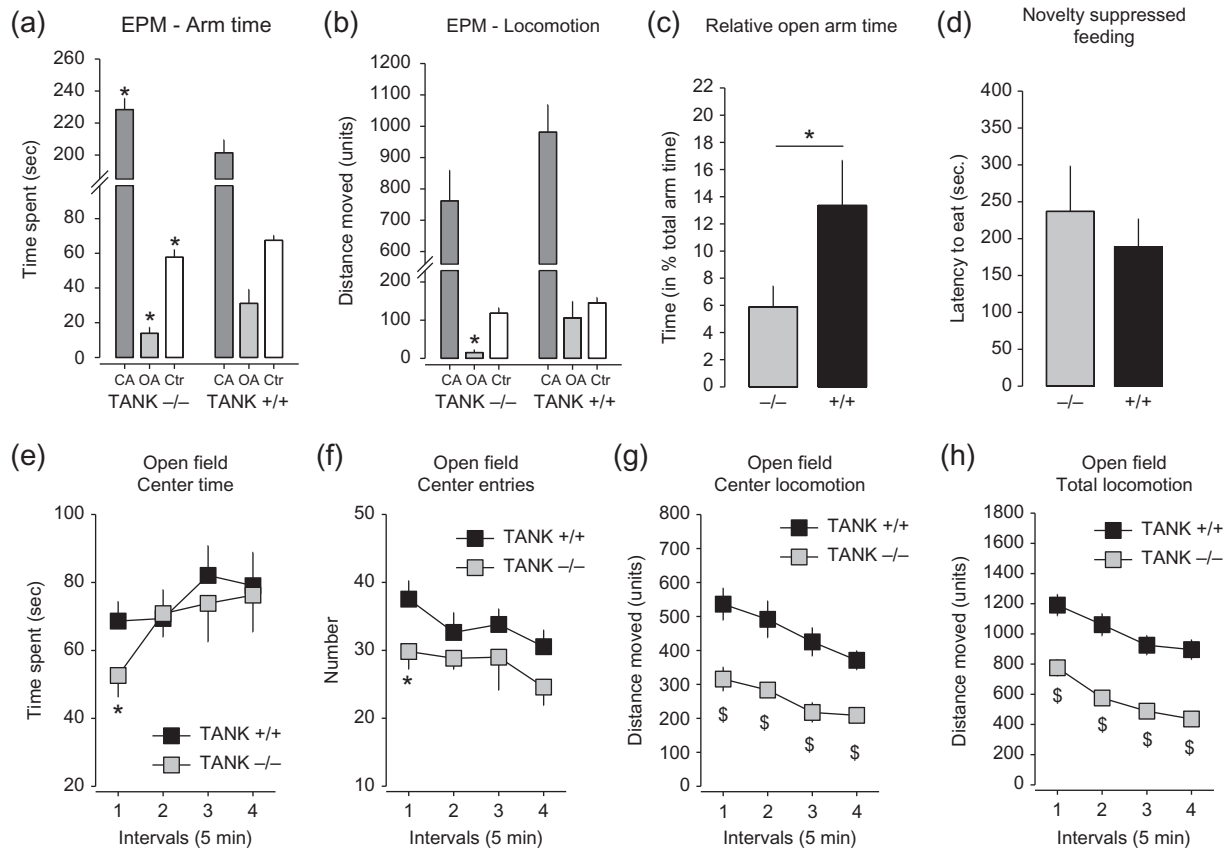 (a)
EPM - Arm time
Time spent (sec)
260
240
220
200
80
60
40
20
0
*
*
*
CA OA Ctr
CA OA Ctr
TANK –/–
TANK +/+
(b)
EPM - Locomotion
Distance moved (units)
1200
1100
1000
900
800
700
600
200
100
0
*
CA OA Ctr
CA OA Ctr
TANK –/–
TANK +/+
(c)
Relative open arm time
Time (in % total arm time)
22
20
18
16
14
12
10
8
6
4
2
0
*
–/–
+/+
(d)
Novelty suppressed
feeding
Latency to eat (sec.)
400
350
300
250
200
150
100
50
0
–/–
+/+
(e)
Open field
Center time
Time spent (sec)
100
80
60
40
20
*
TANK +/+
TANK –/–
1 2 3 4
Intervals (5 min)
(f)
Open field
Center entries
Number
50
40
30
20
10
TANK +/+
TANK –/–
*
1 2 3 4
Intervals (5 min)
(g)
Open field
Center locomotion
Distance moved (units)
800
700
600
500
400
300
200
100
0
TANK +/+
TANK –/–
$ $ $ $
1 2 3 4
Intervals (5 min)
(h)
Open field
Total locomotion
Distance moved (units)
1800
1600
1400
1200
1000
800
600
400
200
0
TANK +/+
TANK –/–
$ $ $ $
1 2 3 4
Intervals (5 min)